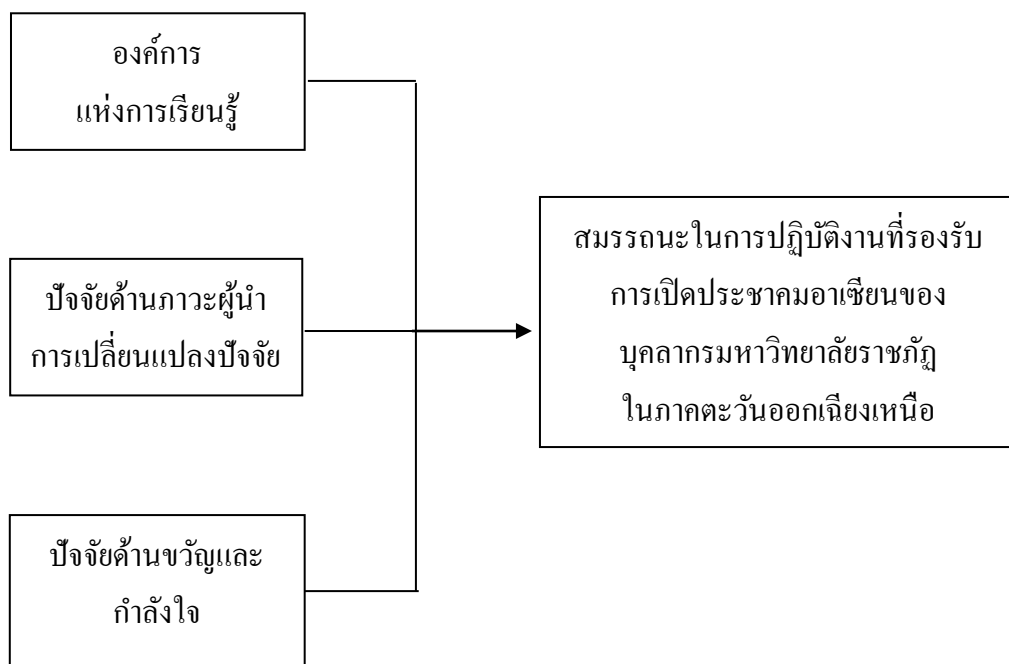 องค์การ
แห่งการเรียนรู้
ปัจจัยด้านภาวะผู้นำ
การเปลี่ยนแปลงปัจจัย
ปัจจัยด้านขวัญและ
กำลังใจ
สมรรถนะในการปฏิบัติงานที่รองรับ
การเปิดประชาคมอาเซียนของ
บุคลากรมหาวิทยาลัยราชภัฏ
ในภาคตะวันออกเฉียงเหนือ